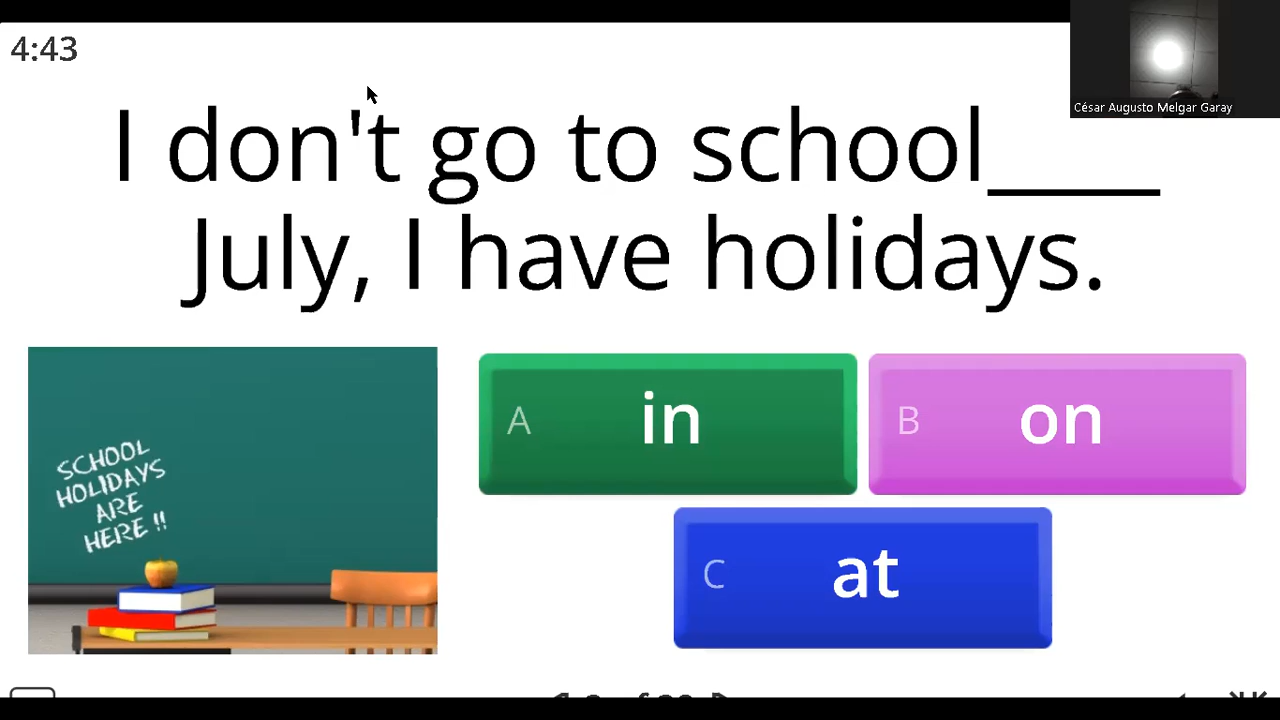 4:43
César Augusto Melgar Garay
I don't go to school____
July, I have holidays.
SCHOOL
HOLIDAYS
ARE
HERE !!
A in
B on
C at